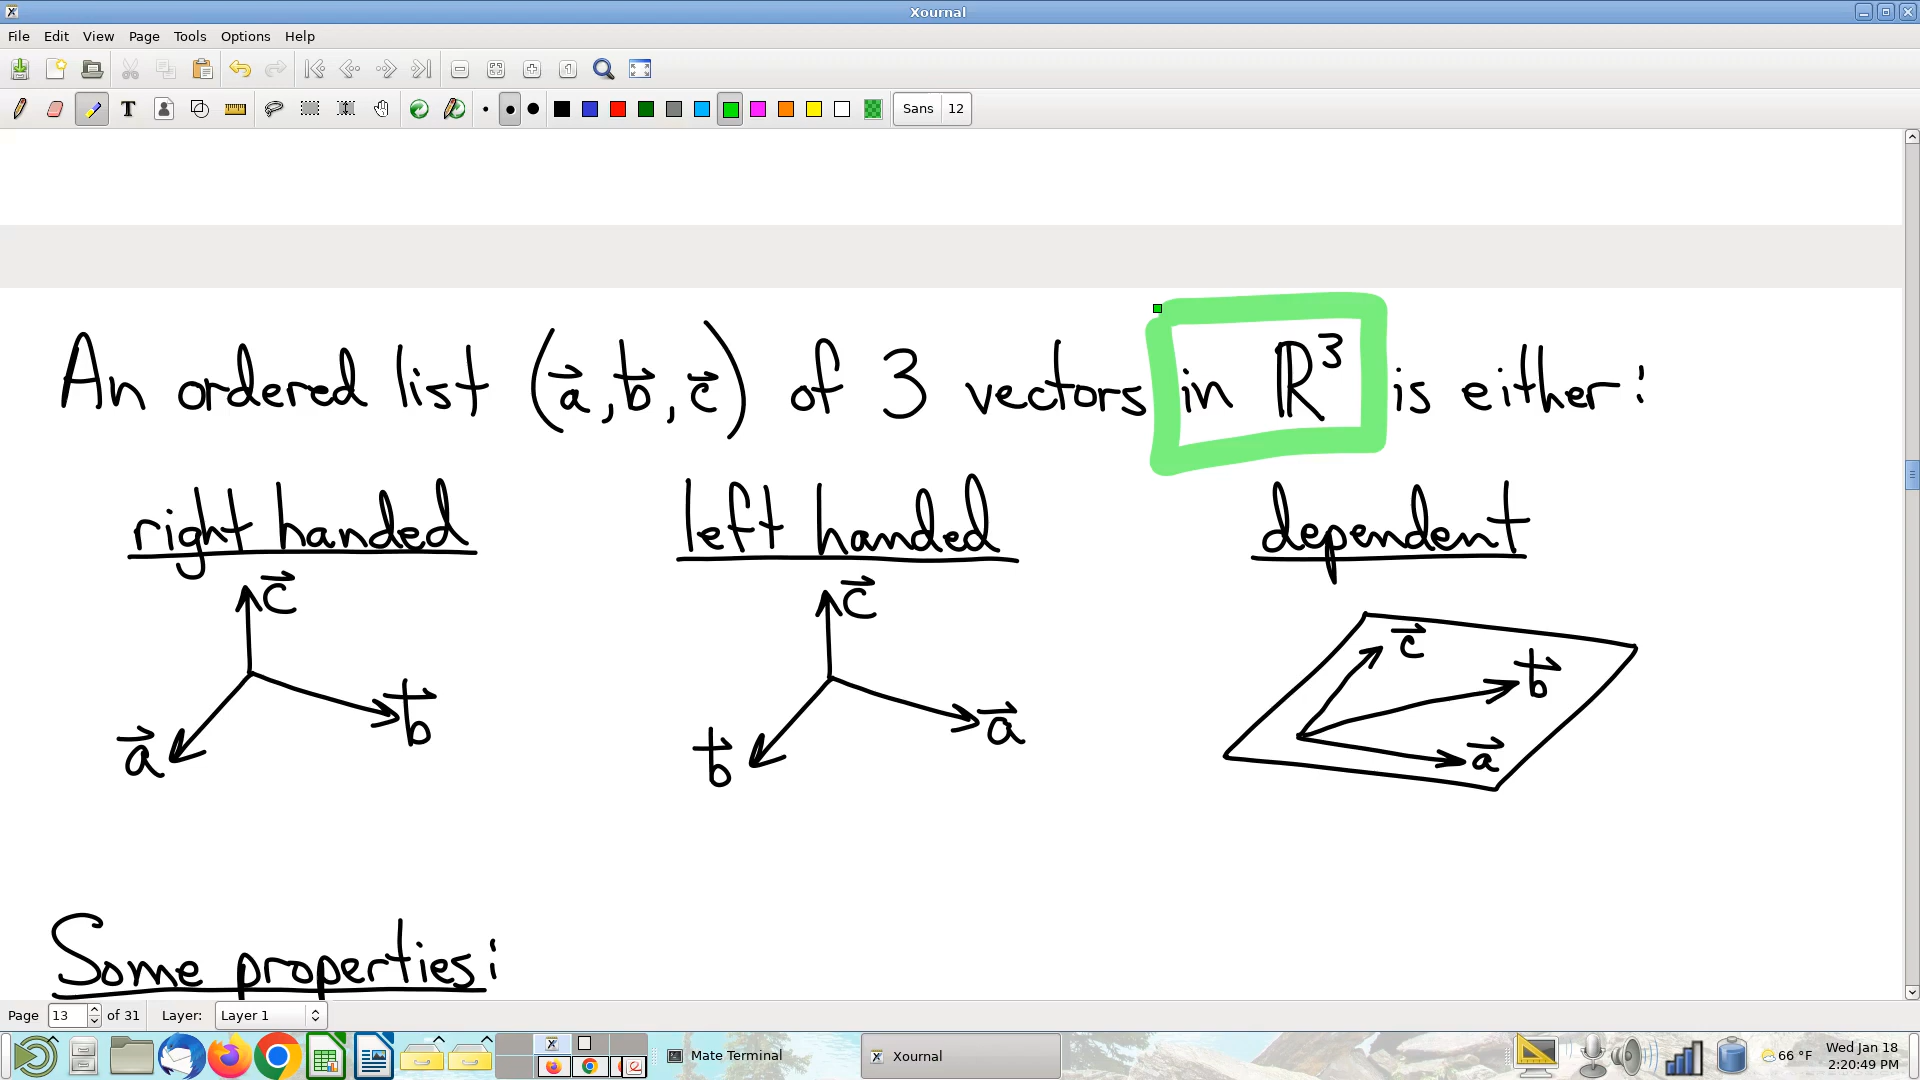 Xournal
File Edit View Page Tools Options Help
T Sans 12
An ordered list (a⃗, b⃗, c⃗) of 3 vectors in ℝ³ is either:
right handed left handed dependent
c⃗ c⃗ c⃗
b⃗ b⃗ b⃗
a⃗ a⃗ a⃗
Some properties:
Page 13 of 31 Layer: Layer 1
Mate Terminal Xournal 66 °F Wed Jan 18
2:20:49 PM